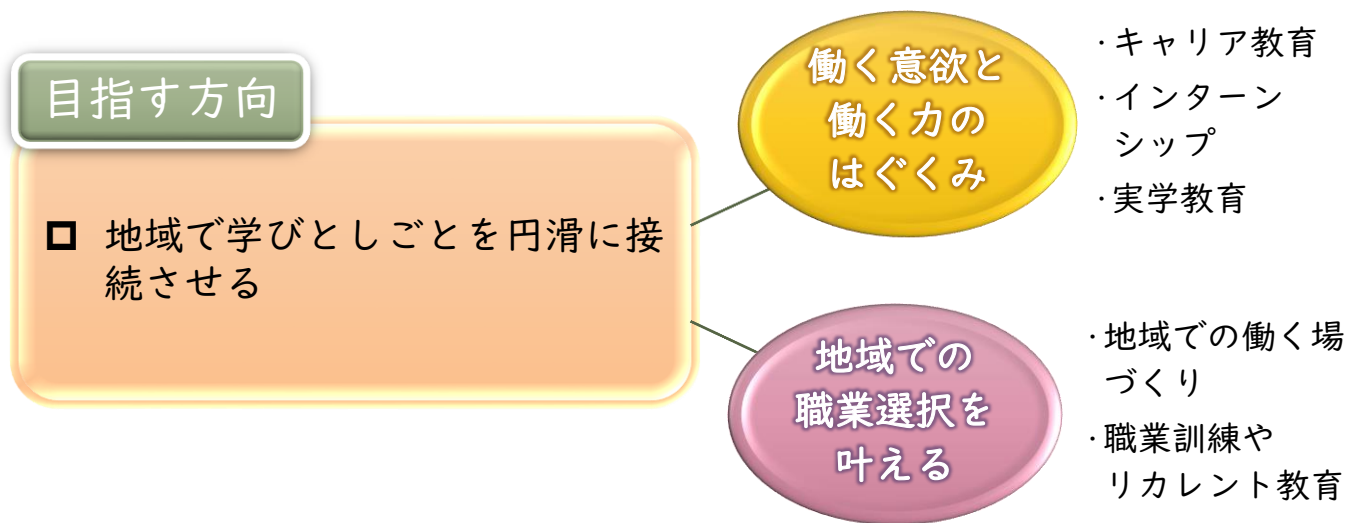 目指す方向
地域で学びとしごとを円滑に接
続させる
働く意欲と
働く力の
はぐくみ
・キャリア教育
・インターン
シップ
・実学教育
地域での
職業選択を
叶える
・地域での働く場
づくり
・職業訓練や
リカレント教育